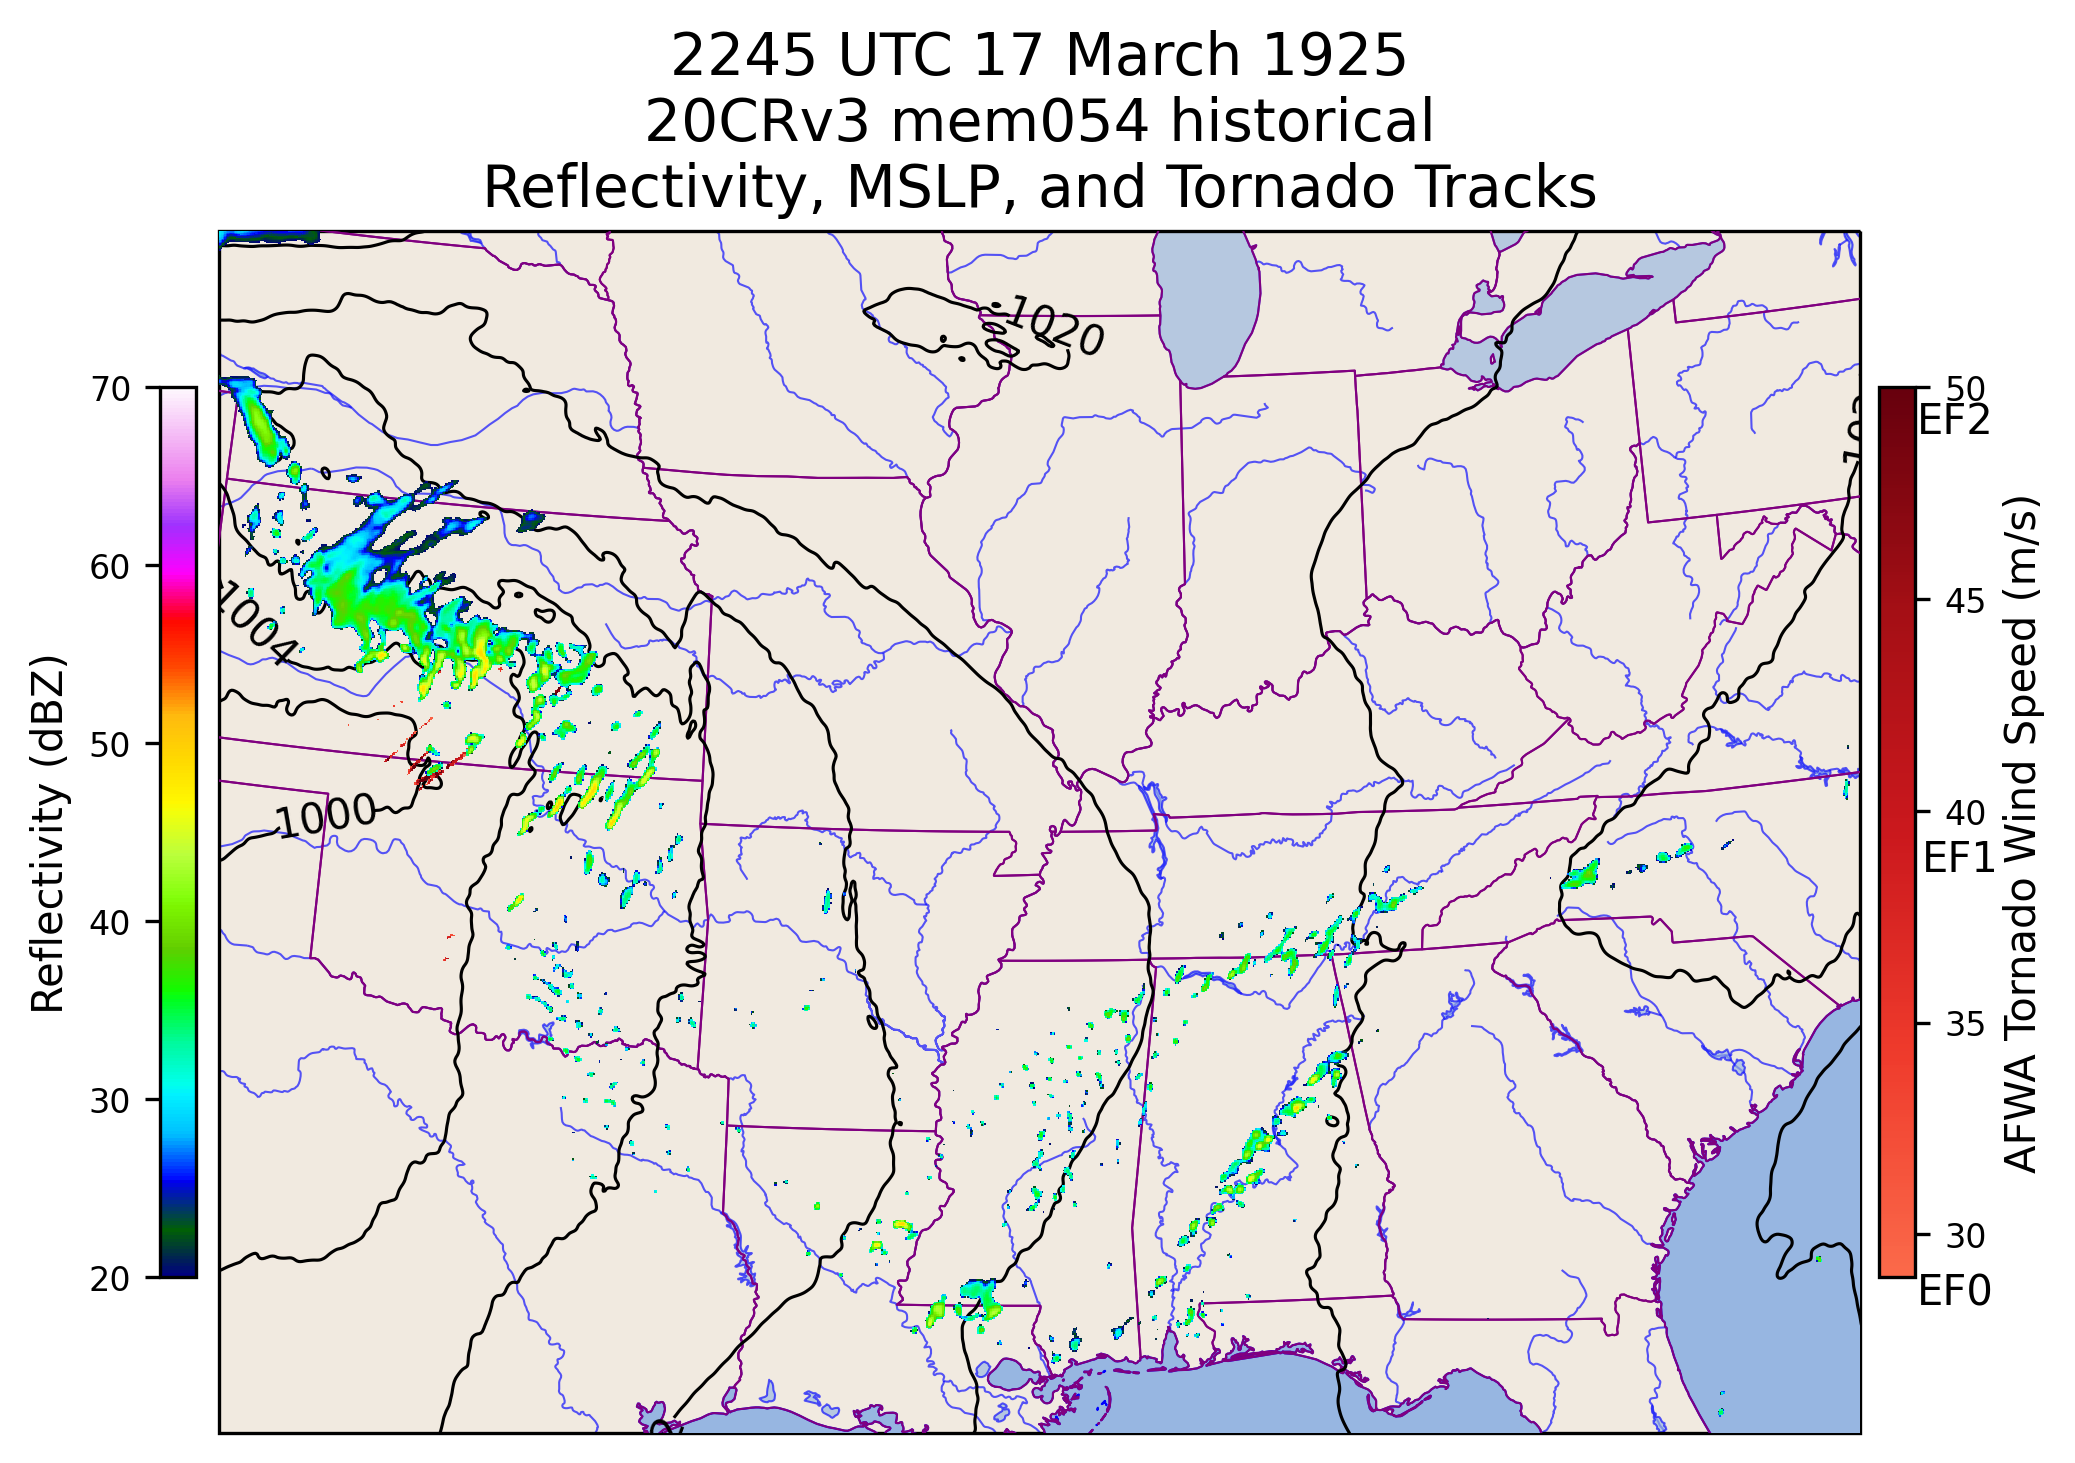 2245 UTC 17 March 1925
20CRv3 mem054 historical
Reflectivity, MSLP, and Tornado Tracks
1020
1004
1000
70
60
50
40
30
20
Reflectivity (dBZ)
50
EF2
45
40
EF1
35
30
EF0
AFWA Tornado Wind Speed (m/s)